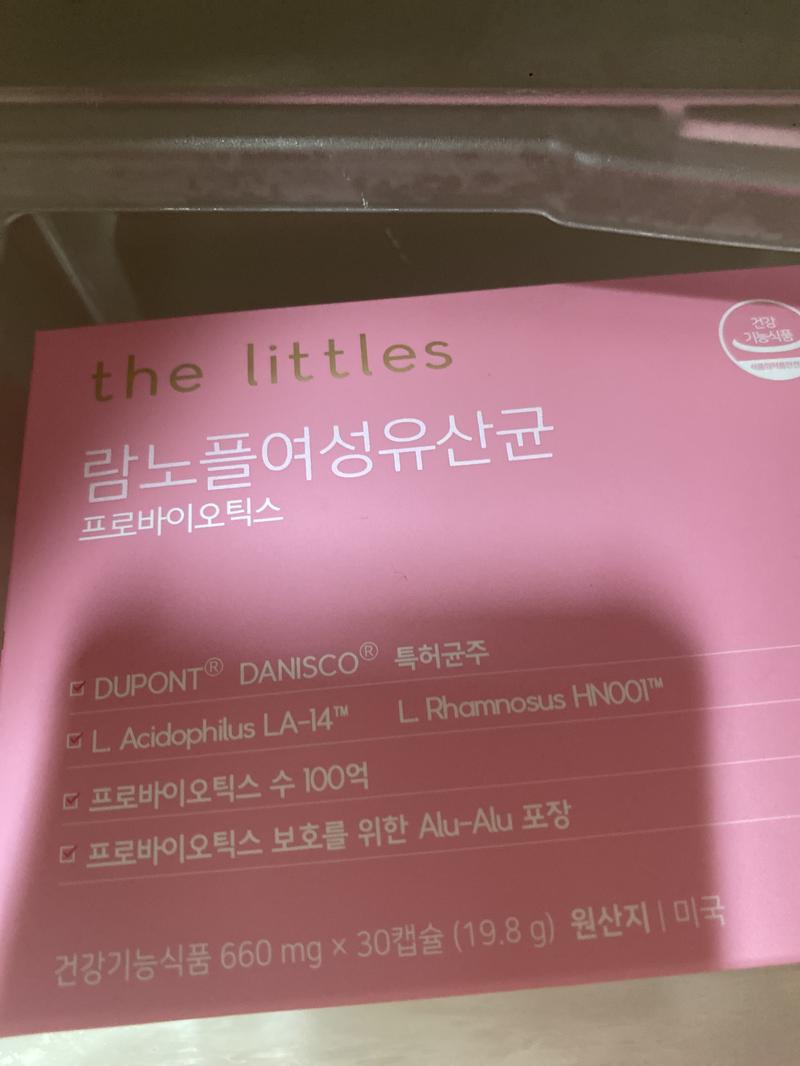 the littles
건강
기능식품
람노플여성유산균
프로바이오틱스
DUPONT® DANISCO® 특허균주
L. Acidophilus LA-14™ L. Rhamnosus HN001™
프로바이오틱스 수 100억
프로바이오틱스 보호를 위한 Alu-Alu 포장
건강기능식품 660 mg × 30캡슐 (19.8 g) 원산지 | 미국